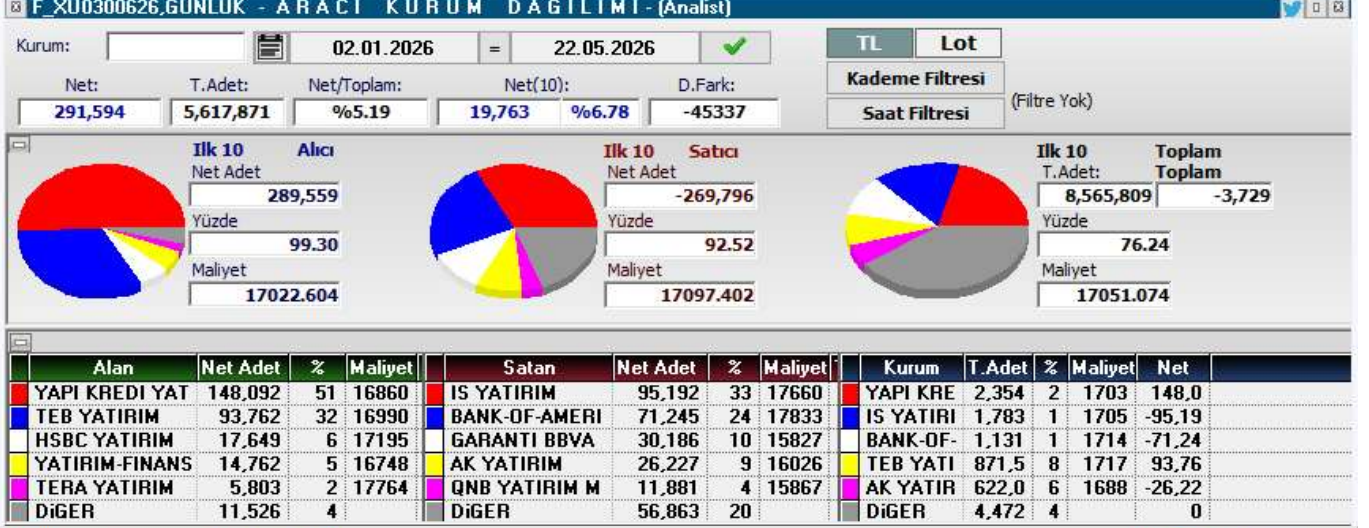 F_XU0300626,GUNLUK - A R A C I   K U R U M   D A G I L I M I - (Analist)
Kurum: 02.01.2026 = 22.05.2026 TL Lot
Kademe Filtresi
Net: T.Adet: Net/Toplam: Net(10): D.Fark:
(Filtre Yok)
291,594 5,617,871 %5.19 19,763 %6.78 -45337 Saat Filtresi
Ilk 10 Alıcı Ilk 10 Satıcı Ilk 10 Toplam
Net Adet Net Adet T.Adet: Toplam
289,559 -269,796 8,565,809 -3,729
Yüzde Yüzde Yüzde
99.30 92.52 76.24
Maliyet Maliyet Maliyet
17022.604 17097.402 17051.074
Alan Net Adet % Maliyet Satan Net Adet % Maliyet Kurum T.Adet % Maliyet Net
YAPI KREDI YAT 148,092 51 16860 IS YATIRIM 95,192 33 17660 YAPI KRE 2,354 2 1703 148,0
TEB YATIRIM 93,762 32 16990 BANK-OF-AMERI 71,245 24 17833 IS YATIRI 1,783 1 1705 -95,19
HSBC YATIRIM 17,649 6 17195 GARANTI BBVA 30,186 10 15827 BANK-OF- 1,131 1 1714 -71,24
YATIRIM-FINANS 14,762 5 16748 AK YATIRIM 26,227 9 16026 TEB YATI 871,5 8 1717 93,76
TERA YATIRIM 5,803 2 17764 QNB YATIRIM M 11,881 4 15867 AK YATIR 622,0 6 1688 -26,22
DiGER 11,526 4 DiGER 56,863 20 DiGER 4,472 4 0